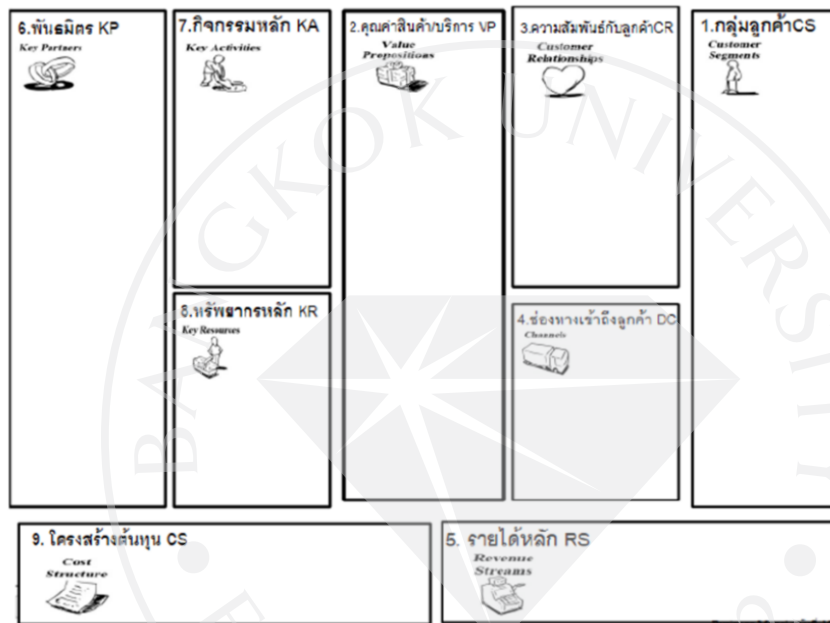 6.พันธมิตร KP
Key Partners
7.กิจกรรมหลัก KA
Key Activities
2.คุณค่าสินค้า/บริการ VP
Value
Propositions
3.ความสัมพันธ์กับลูกค้าCR
Customer
Relationships
1.กลุ่มลูกค้าCS
Customer
Segments
8.ทรัพยากรหลัก KR
Key Resources
4.ช่องทางเข้าถึงลูกค้า DC
Channels
9. โครงสร้างต้นทุน CS
Cost
Structure
5. รายได้หลัก RS
Revenue
Streams
BANGKOK UNIVERSITY